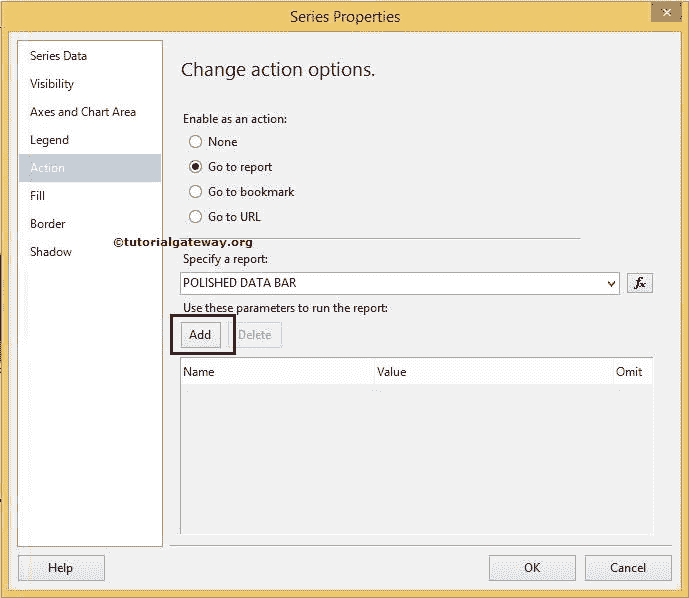 Series Properties
Series Data
Visibility
Axes and Chart Area
Legend
Action
Fill
Border
Shadow
Change action options.
Enable as an action:
None
Go to report
Go to bookmark
Go to URL
©tutorialgateway.org
Specify a report:
POLISHED DATA BAR
fx
Use these parameters to run the report:
Add Delete
Name Value Omit
Help OK Cancel